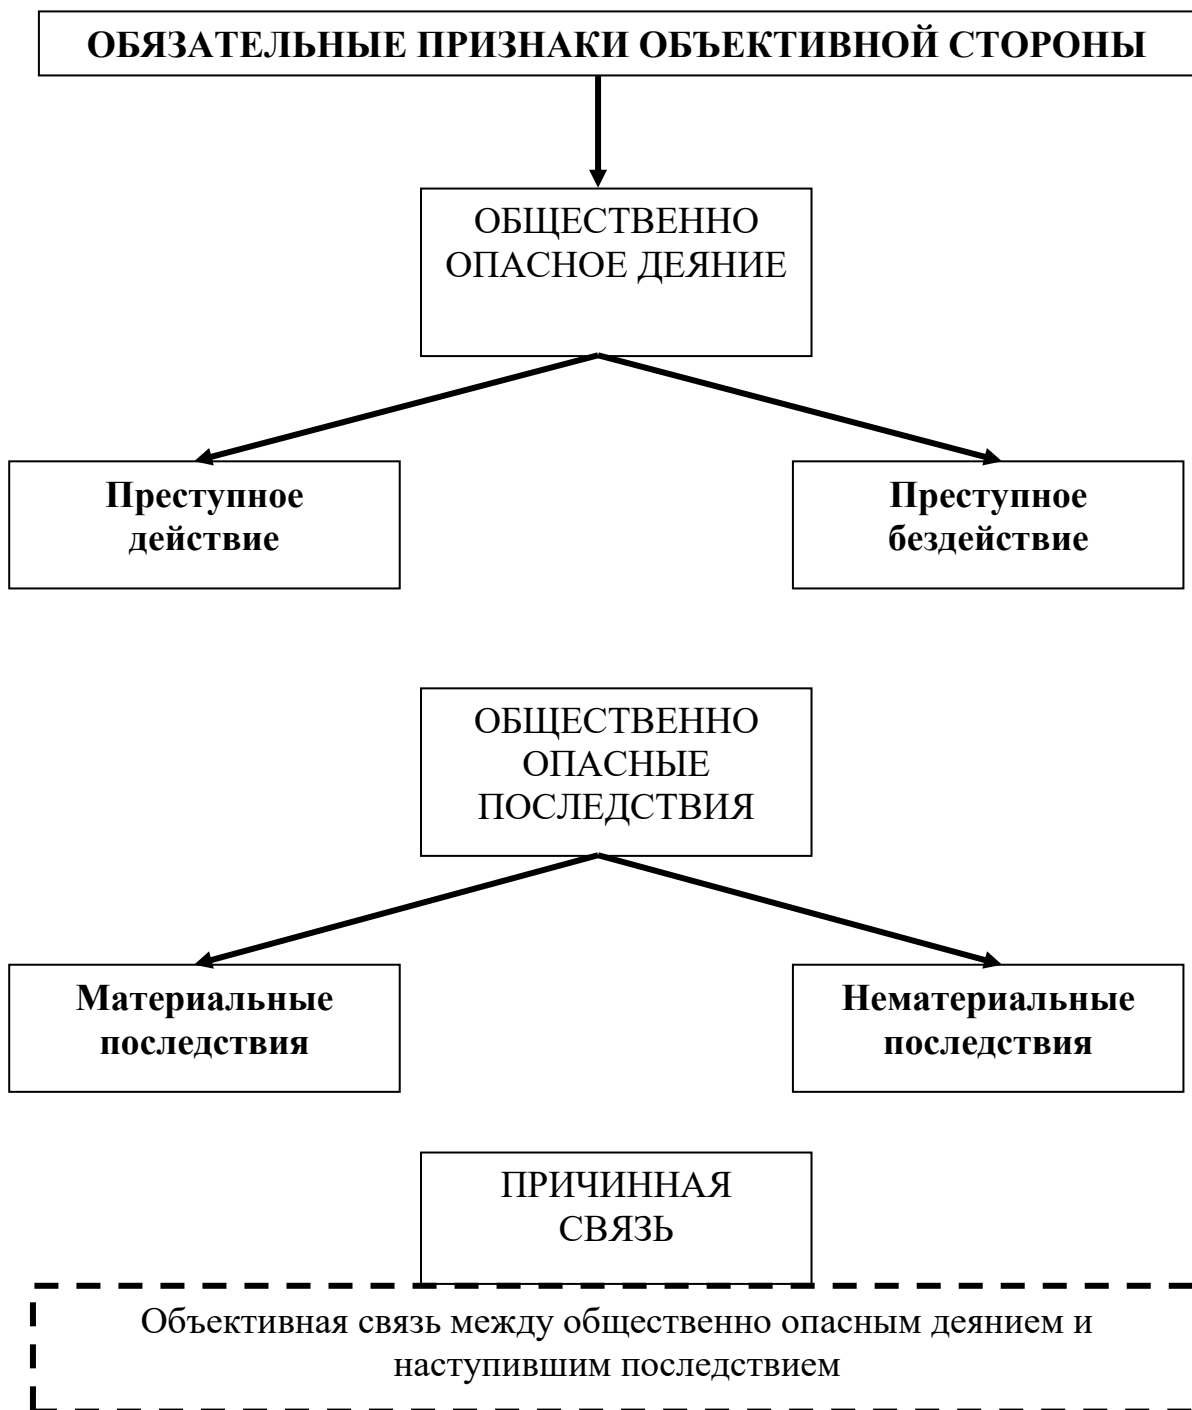 ОБЯЗАТЕЛЬНЫЕ ПРИЗНАКИ ОБЪЕКТИВНОЙ СТОРОНЫ
ОБЩЕСТВЕННО
ОПАСНОЕ ДЕЯНИЕ
Преступное
действие
Преступное
бездействие
ОБЩЕСТВЕННО
ОПАСНЫЕ
ПОСЛЕДСТВИЯ
Материальные
последствия
Нематериальные
последствия
ПРИЧИННАЯ
СВЯЗЬ
Объективная связь между общественно опасным деянием и
наступившим последствием